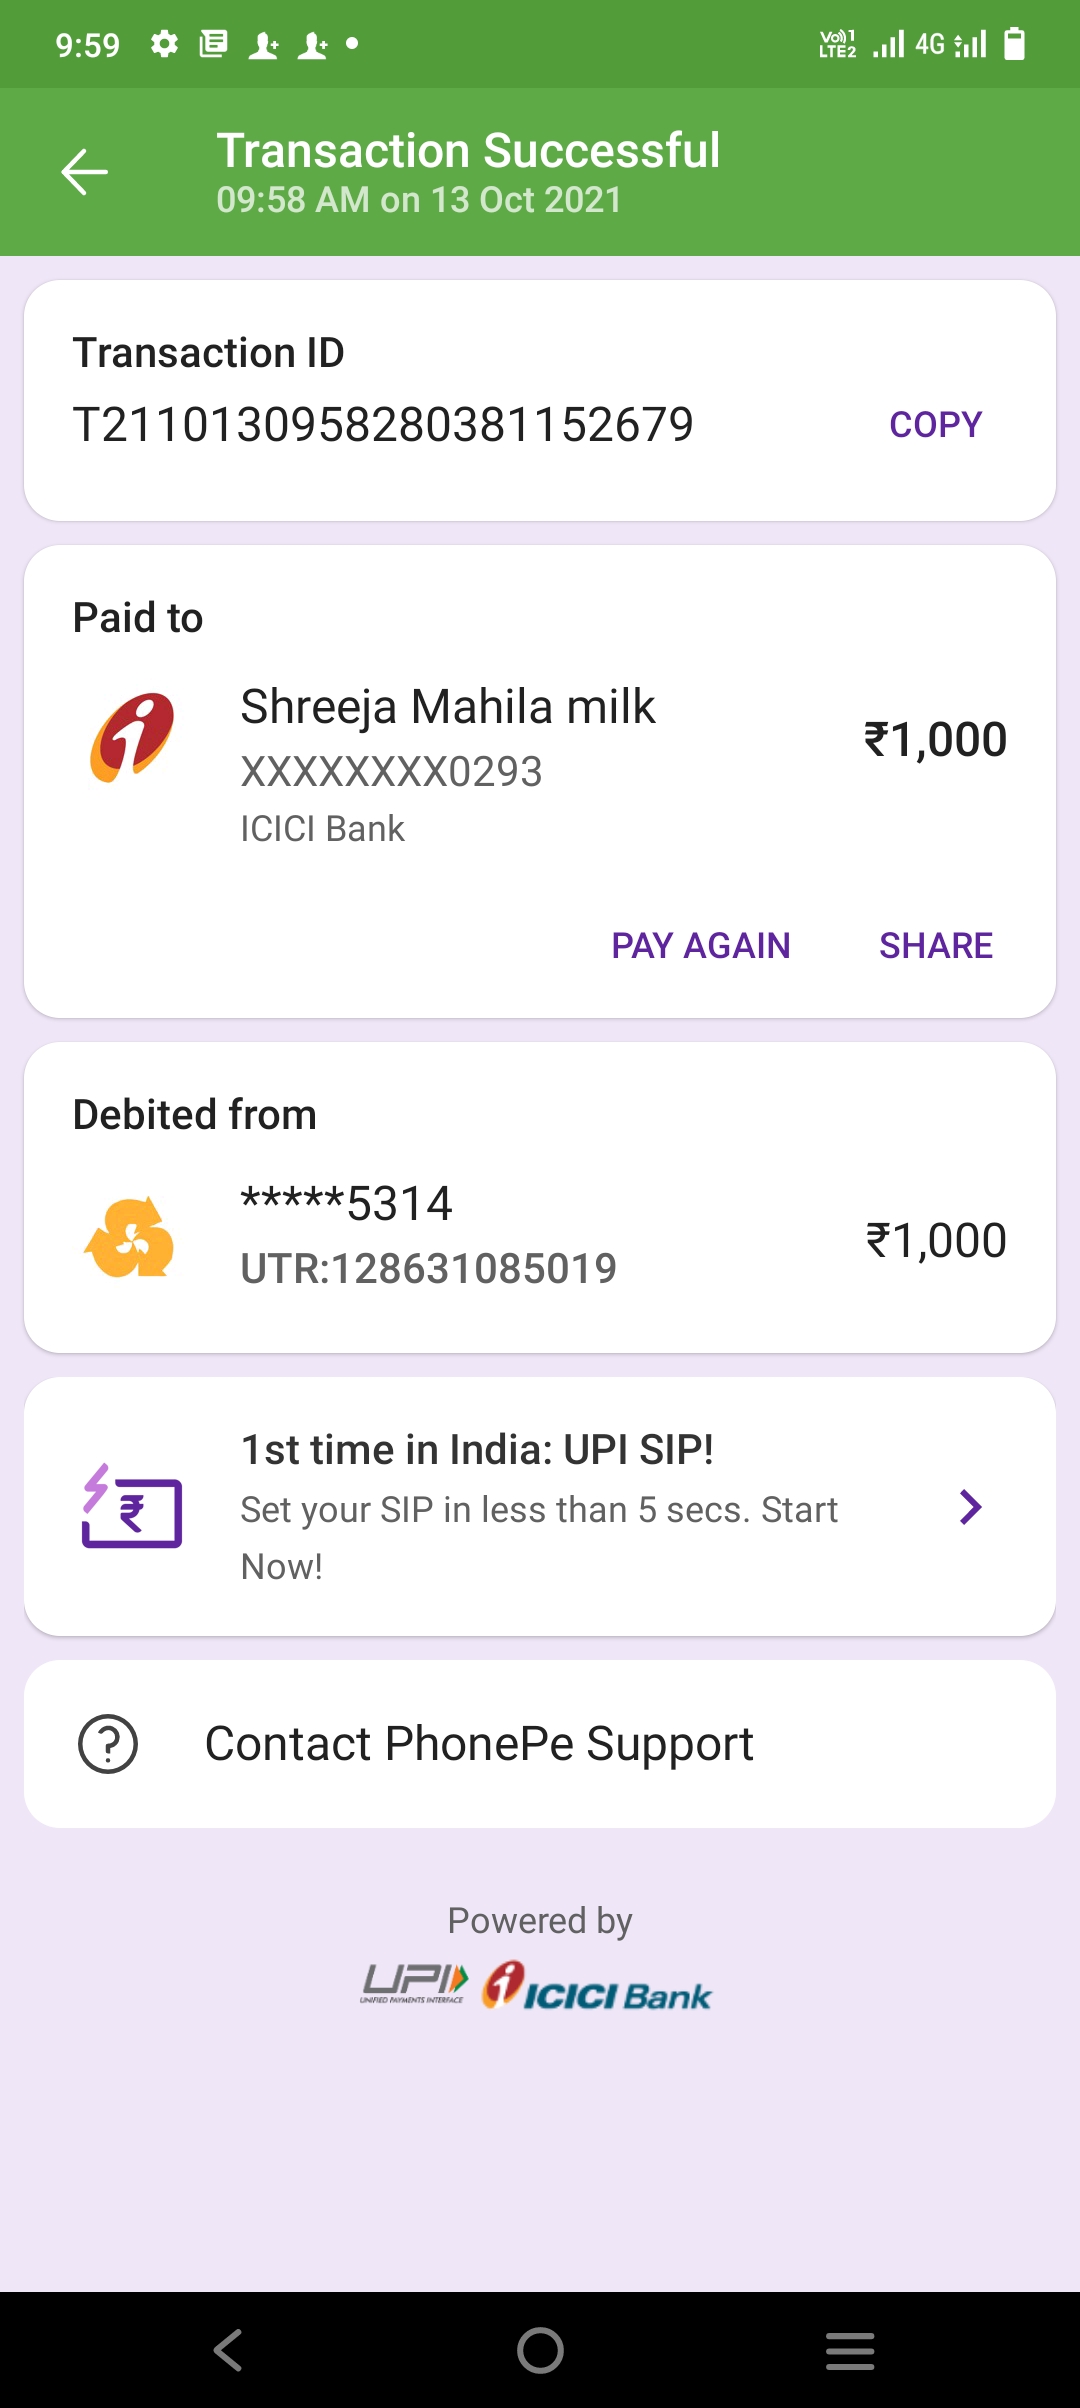 9:59
Vo))1 LTE2 4G
Transaction Successful
09:58 AM on 13 Oct 2021
Transaction ID
T2110130958280381152679 COPY
Paid to
Shreeja Mahila milk
XXXXXXXX0293
₹1,000
ICICI Bank
PAY AGAIN SHARE
Debited from
*****5314
UTR:128631085019
₹1,000
1st time in India: UPI SIP!
Set your SIP in less than 5 secs. Start
Now!
Contact PhonePe Support
Powered by
UPI ICICI Bank
UNIFIED PAYMENTS INTERFACE